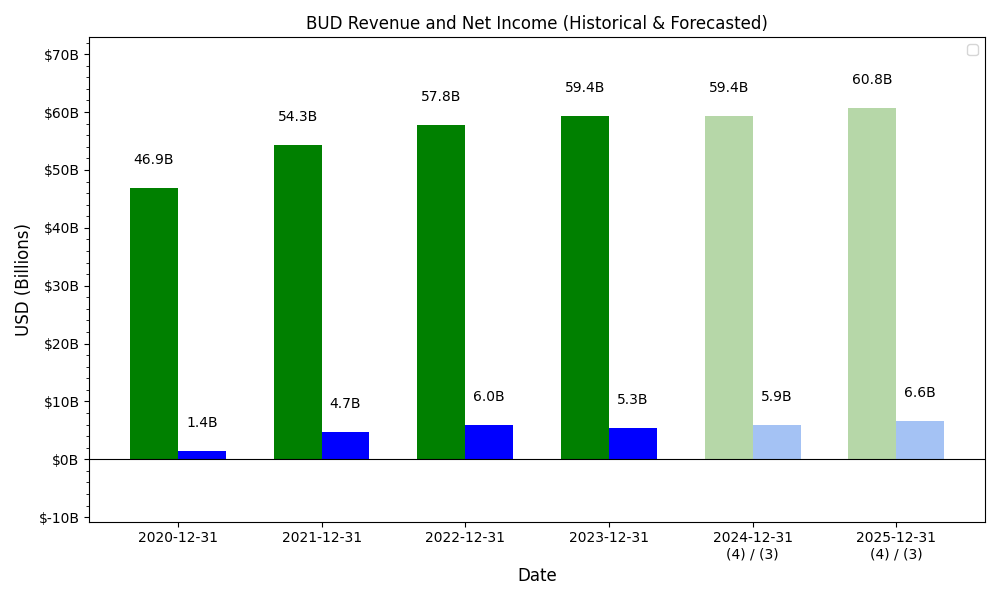 BUD Revenue and Net Income (Historical & Forecasted)
$70B
$60B
$50B
$40B
$30B
$20B
$10B
$0B
$-10B
USD (Billions)
46.9B
1.4B
54.3B
4.7B
57.8B
6.0B
59.4B
5.3B
59.4B
5.9B
60.8B
6.6B
2020-12-31
2021-12-31
2022-12-31
2023-12-31
2024-12-31
(4) / (3)
2025-12-31
(4) / (3)
Date